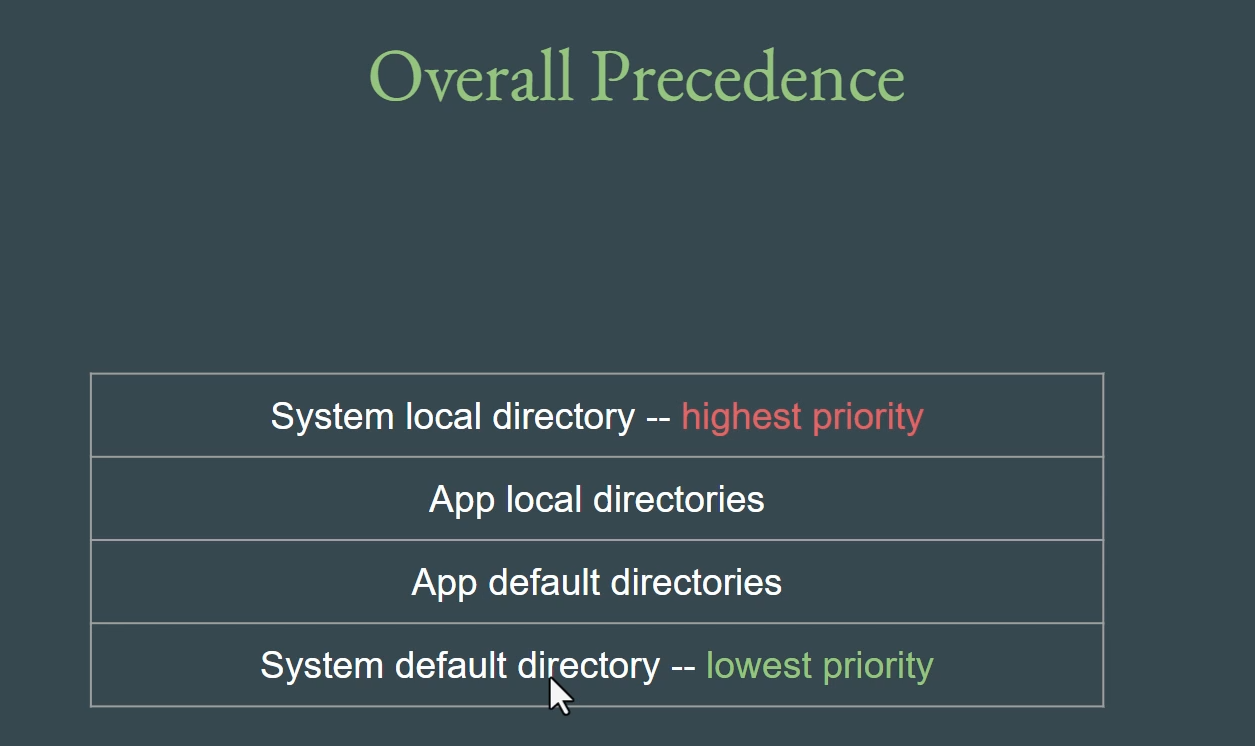 Overall Precedence
System local directory -- highest priority
App local directories
App default directories
System default directory -- lowest priority